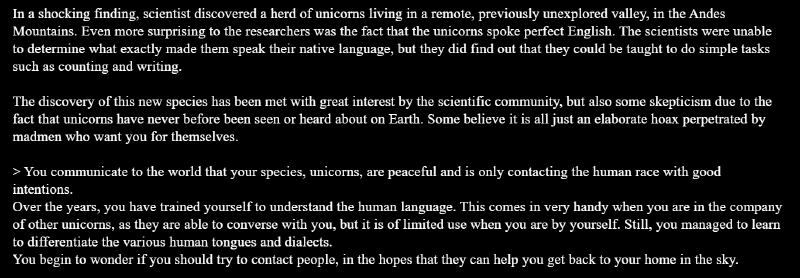 In a shocking finding, scientist discovered a herd of unicorns living in a remote, previously unexplored valley, in the Andes
Mountains. Even more surprising to the researchers was the fact that the unicorns spoke perfect English. The scientists were unable
to determine what exactly made them speak their native language, but they did find out that they could be taught to do simple tasks
such as counting and writing.

The discovery of this new species has been met with great interest by the scientific community, but also some skepticism due to the
fact that unicorns have never before been seen or heard about on Earth. Some believe it is all just an elaborate hoax perpetrated by
madmen who want you for themselves.

> You communicate to the world that your species, unicorns, are peaceful and is only contacting the human race with good
intentions.
Over the years, you have trained yourself to understand the human language. This comes in very handy when you are in the company
of other unicorns, as they are able to converse with you, but it is of limited use when you are by yourself. Still, you managed to learn
to differentiate the various human tongues and dialects.
You begin to wonder if you should try to contact people, in the hopes that they can help you get back to your home in the sky.